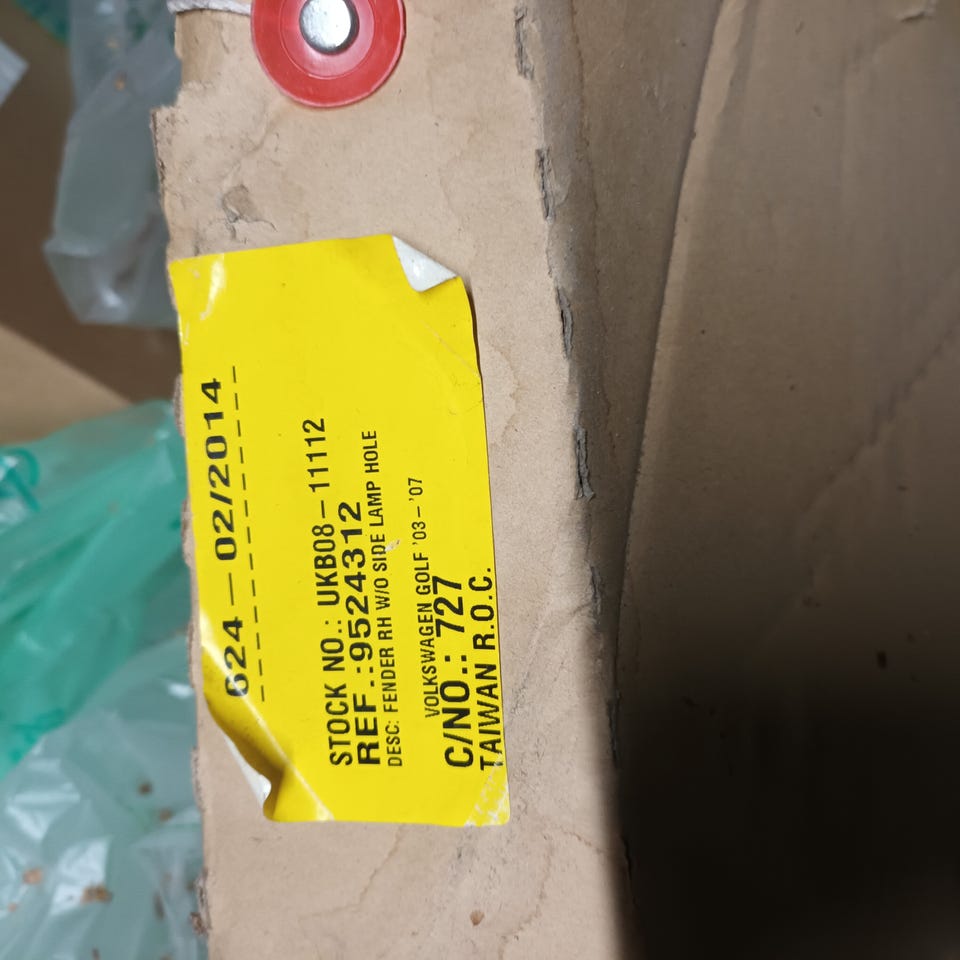 624 — 02/2014
STOCK NO.: UKB08-11112
REF.:9524312
DESC: FENDER RH W/O SIDE LAMP HOLE
VOLKSWAGEN GOLF '03-'07
C/NO.: 727
TAIWAN R.O.C.